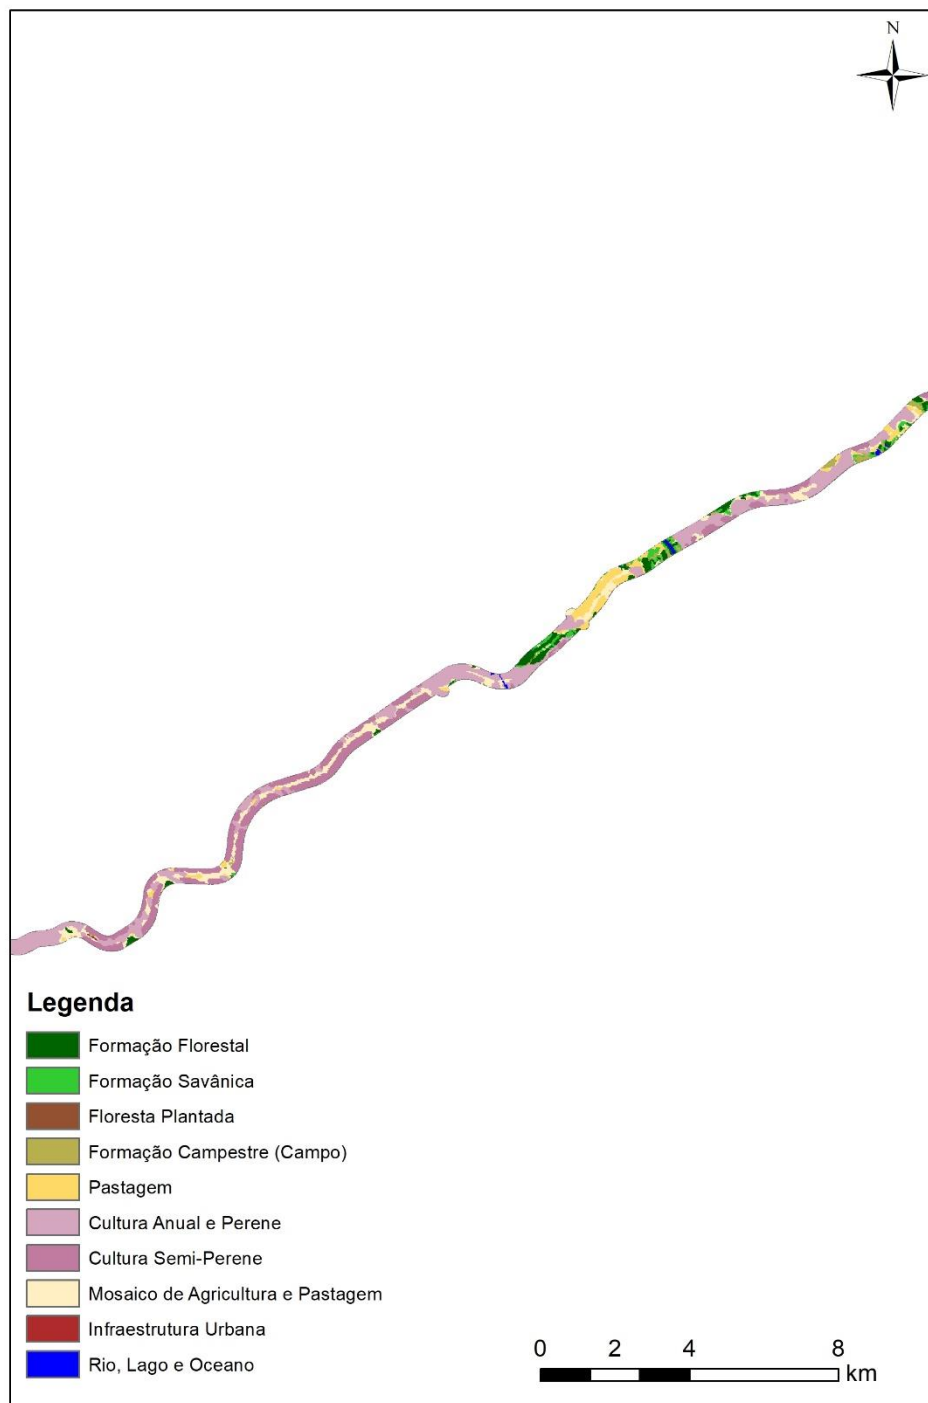 N
Legenda
Formação Florestal
Formação Savânica
Floresta Plantada
Formação Campestre (Campo)
Pastagem
Cultura Anual e Perene
Cultura Semi-Perene
Mosaico de Agricultura e Pastagem
Infraestrutura Urbana
Rio, Lago e Oceano
0 2 4 8
km